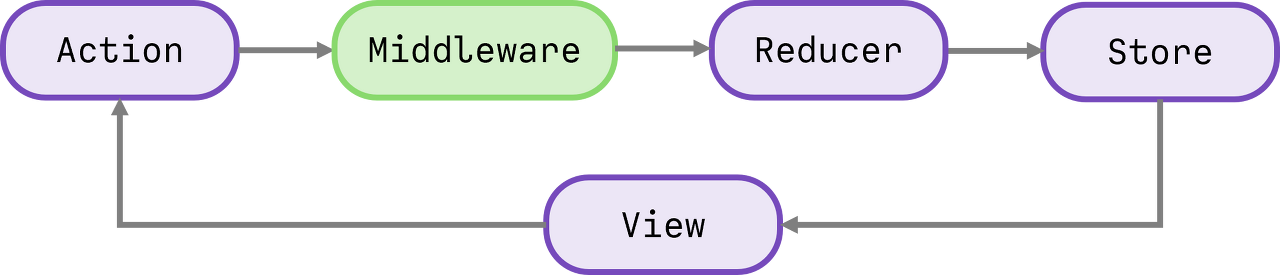 Action
Middleware
Reducer
Store
View